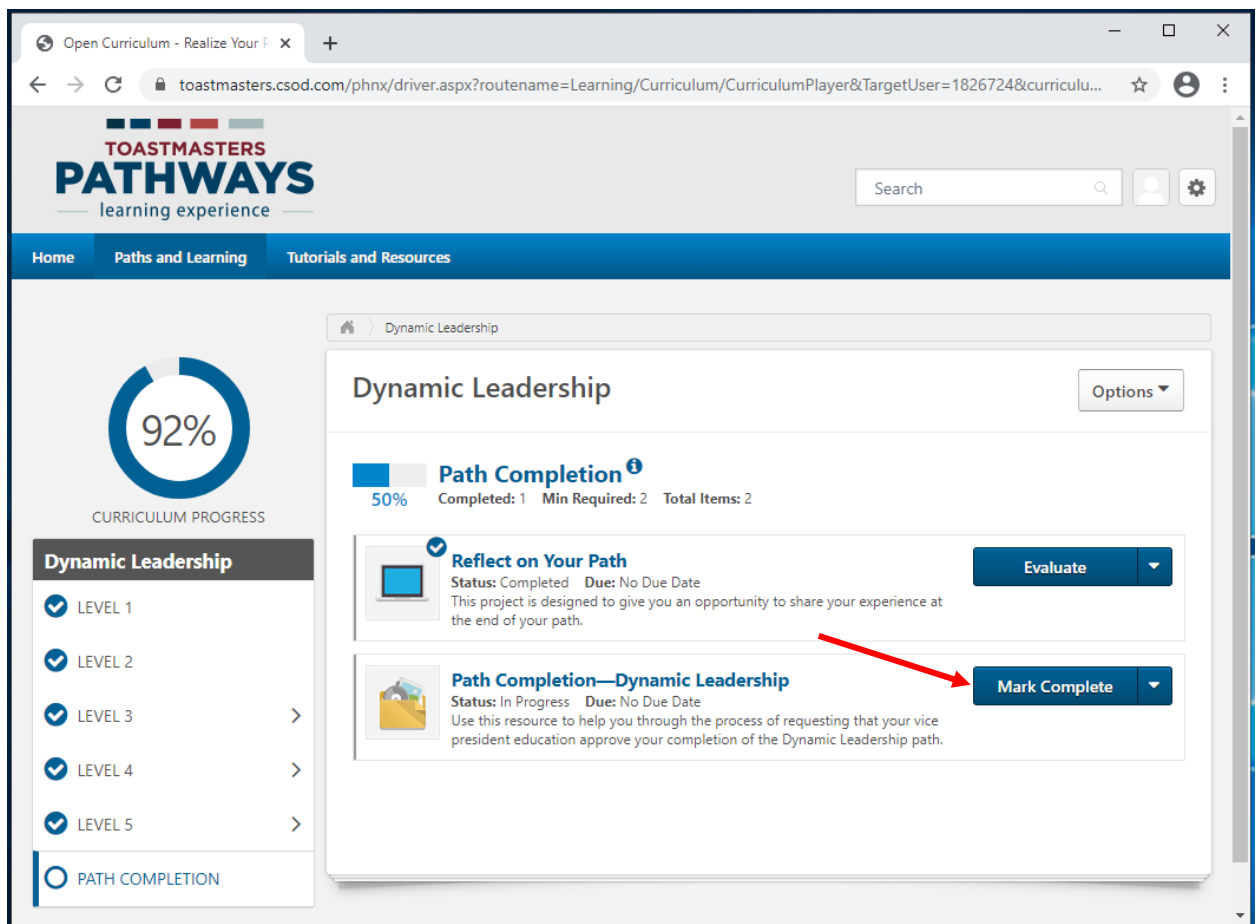 Open Curriculum - Realize Your P
toastmasters.csod.com/phnx/driver.aspx?routename=Learning/Curriculum/CurriculumPlayer&TargetUser=1826724&curriculu...
TOASTMASTERS
PATHWAYS
learning experience
Search
Home Paths and Learning Tutorials and Resources
Dynamic Leadership
92%
CURRICULUM PROGRESS
Dynamic Leadership
LEVEL 1
LEVEL 2
LEVEL 3
LEVEL 4
LEVEL 5
PATH COMPLETION
Dynamic Leadership
Options
Path Completion
50%
Completed: 1 Min Required: 2 Total Items: 2
Reflect on Your Path
Status: Completed Due: No Due Date
This project is designed to give you an opportunity to share your experience at
the end of your path.
Evaluate
Path Completion—Dynamic Leadership
Status: In Progress Due: No Due Date
Use this resource to help you through the process of requesting that your vice
president education approve your completion of the Dynamic Leadership path.
Mark Complete